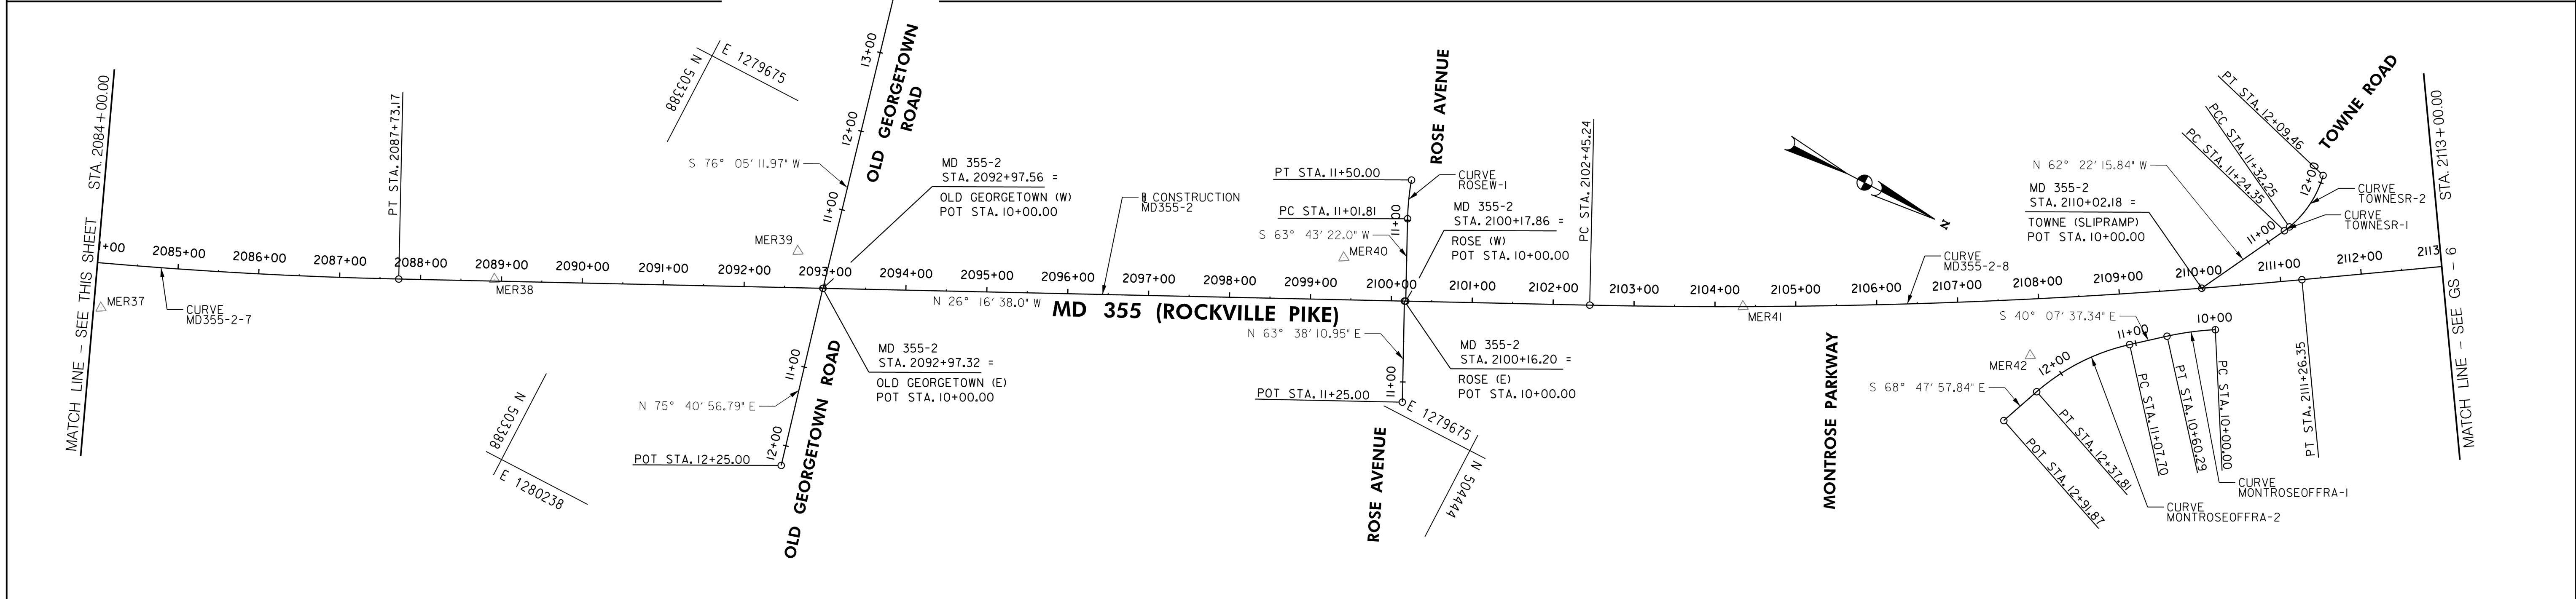 MATCH LINE - SEE THIS SHEET STA. 2084+00.00
+00
2085+00
2086+00
2087+00
2088+00
2089+00
2090+00
2091+00
2092+00
2093+00
2094+00
2095+00
2096+00
2097+00
2098+00
2099+00
2100+00
2101+00
2102+00
2103+00
2104+00
2105+00
2106+00
2107+00
2108+00
2109+00
2110+00
2111+00
2112+00
2113
MER37
CURVE
MD355-2-7
PT STA. 2087+73.17
MER38
N 503388
E 1279675
S 76° 05' 11.97" W
MER39
11+00
12+00
13+00
OLD GEORGETOWN
ROAD
MD 355-2
STA. 2092+97.56 =
OLD GEORGETOWN (W)
POT STA. 10+00.00
N 26° 16' 38.0" W
MD 355 (ROCKVILLE PIKE)
CONSTRUCTION
MD355-2
MD 355-2
STA. 2092+97.32 =
OLD GEORGETOWN (E)
POT STA. 10+00.00
11+00
N 75° 40' 56.79" E
12+00
POT STA. 12+25.00
OLD GEORGETOWN ROAD
N 503388
E 1280238
ROSE AVENUE
PT STA. 11+50.00
CURVE
ROSEW-1
PC STA. 11+01.81
11+00
S 63° 43' 22.0" W
MER40
MD 355-2
STA. 2100+17.86 =
ROSE (W)
POT STA. 10+00.00
N 63° 38' 10.95" E
MD 355-2
STA. 2100+16.20 =
ROSE (E)
POT STA. 10+00.00
11+00
POT STA. 11+25.00
E 1279675
N 504444
ROSE AVENUE
PC STA. 2102+45.24
MER41
N
MONTROSE PARKWAY
CURVE
MD355-2-8
PT STA. 12+09.46
PCC STA. 11+32.25
PC STA. 11+24.35
TOWNE ROAD
N 62° 22' 15.84" W
MD 355-2
STA. 2110+02.18 =
TOWNE (SLIPRAMP)
POT STA. 10+00.00
11+00
12+00
CURVE
TOWNESR-2
CURVE
TOWNESR-1
S 40° 07' 37.34" E
10+00
11+00
12+00
MER42
S 68° 47' 57.84" E
POT STA. 12+91.87
PT STA. 12+37.81
PC STA. 11+07.70
PT STA. 10+60.29
PC STA. 10+00.00
CURVE
MONTROSEOFFRA-1
CURVE
MONTROSEOFFRA-2
PT STA. 2111+26.35
STA. 2113+00.00
MATCH LINE - SEE GS - 6